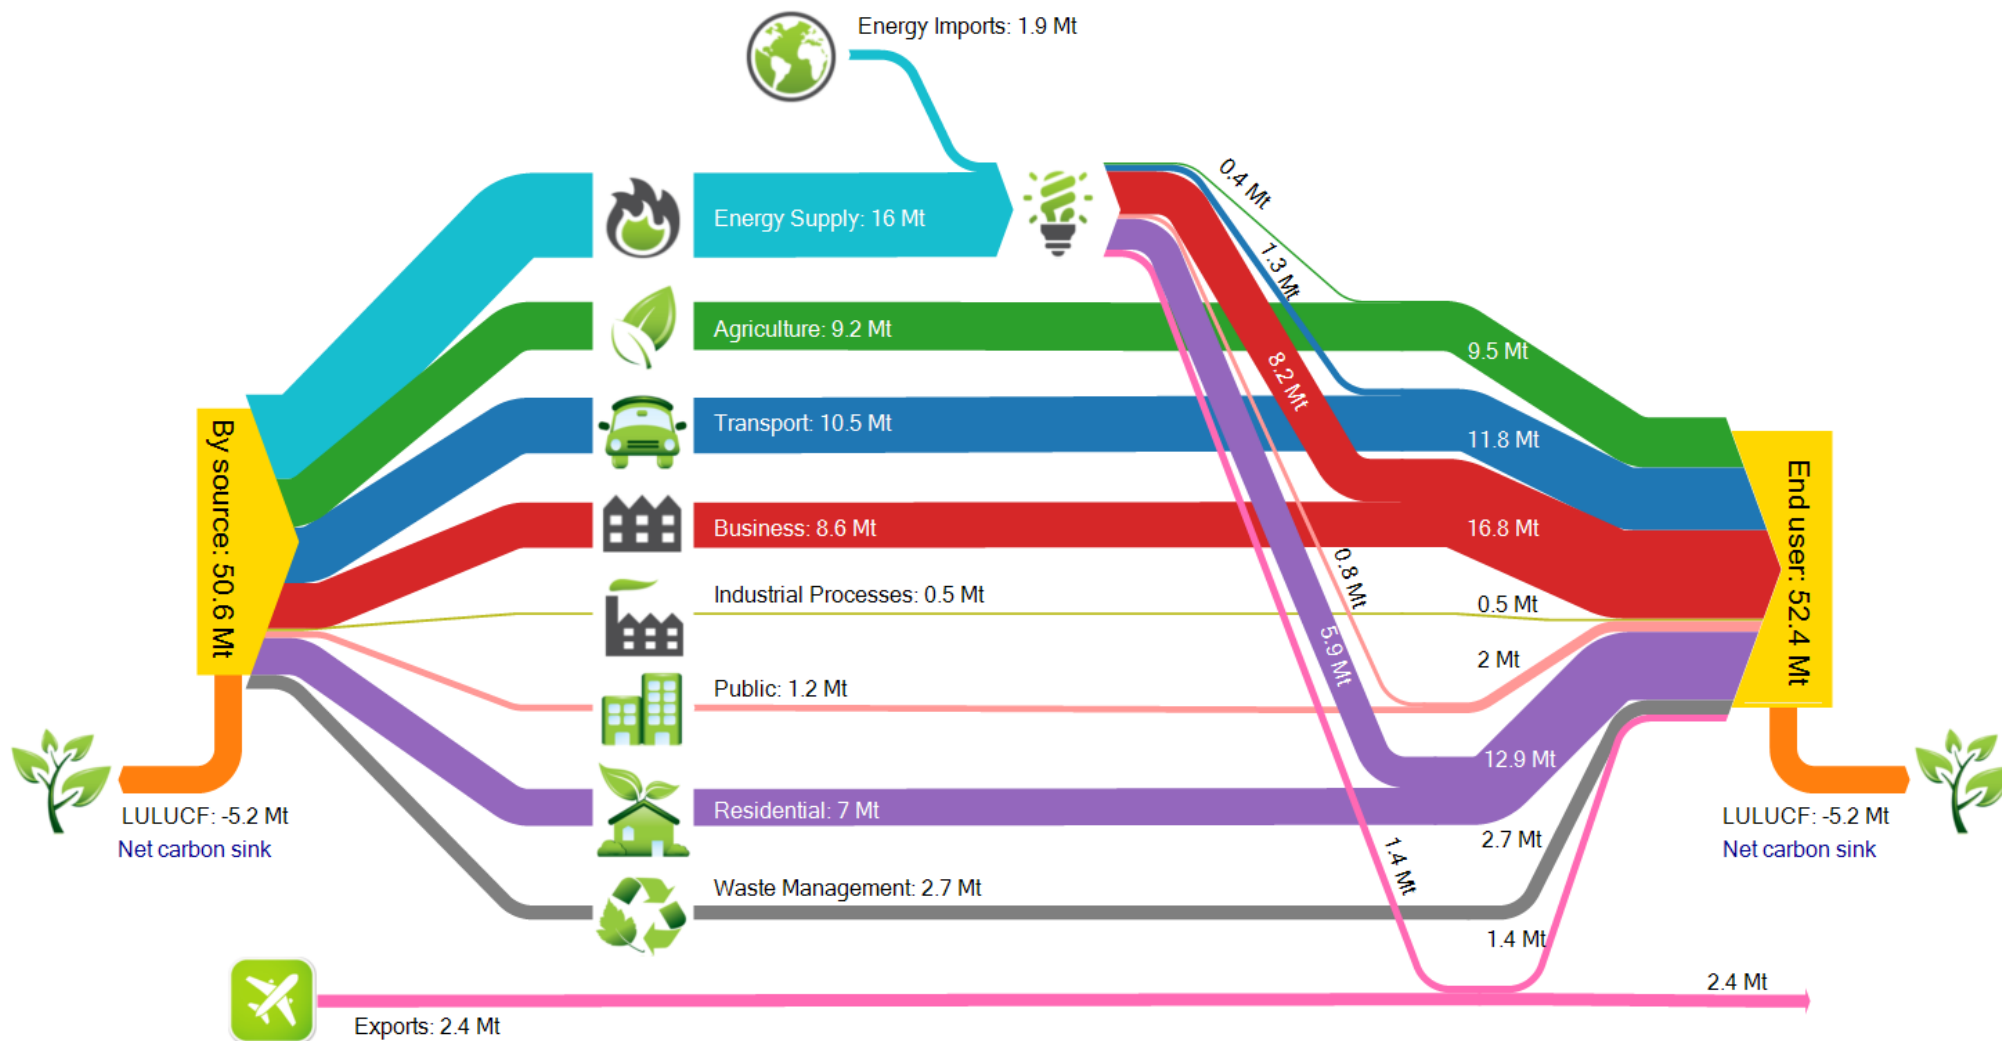 Energy Imports: 1.9 Mt
Energy Supply: 16 Mt
0.4 Mt
1.3 Mt
Agriculture: 9.2 Mt
9.5 Mt
8.2 Mt
Transport: 10.5 Mt
11.8 Mt
By source: 50.6 Mt
Business: 8.6 Mt
16.8 Mt
End user: 52.4 Mt
0.8 Mt
Industrial Processes: 0.5 Mt
0.5 Mt
5.9 Mt
Public: 1.2 Mt
2 Mt
12.9 Mt
Residential: 7 Mt
LULUCF: -5.2 Mt
Net carbon sink
2.7 Mt
LULUCF: -5.2 Mt
Net carbon sink
1.4 Mt
Waste Management: 2.7 Mt
1.4 Mt
2.4 Mt
Exports: 2.4 Mt